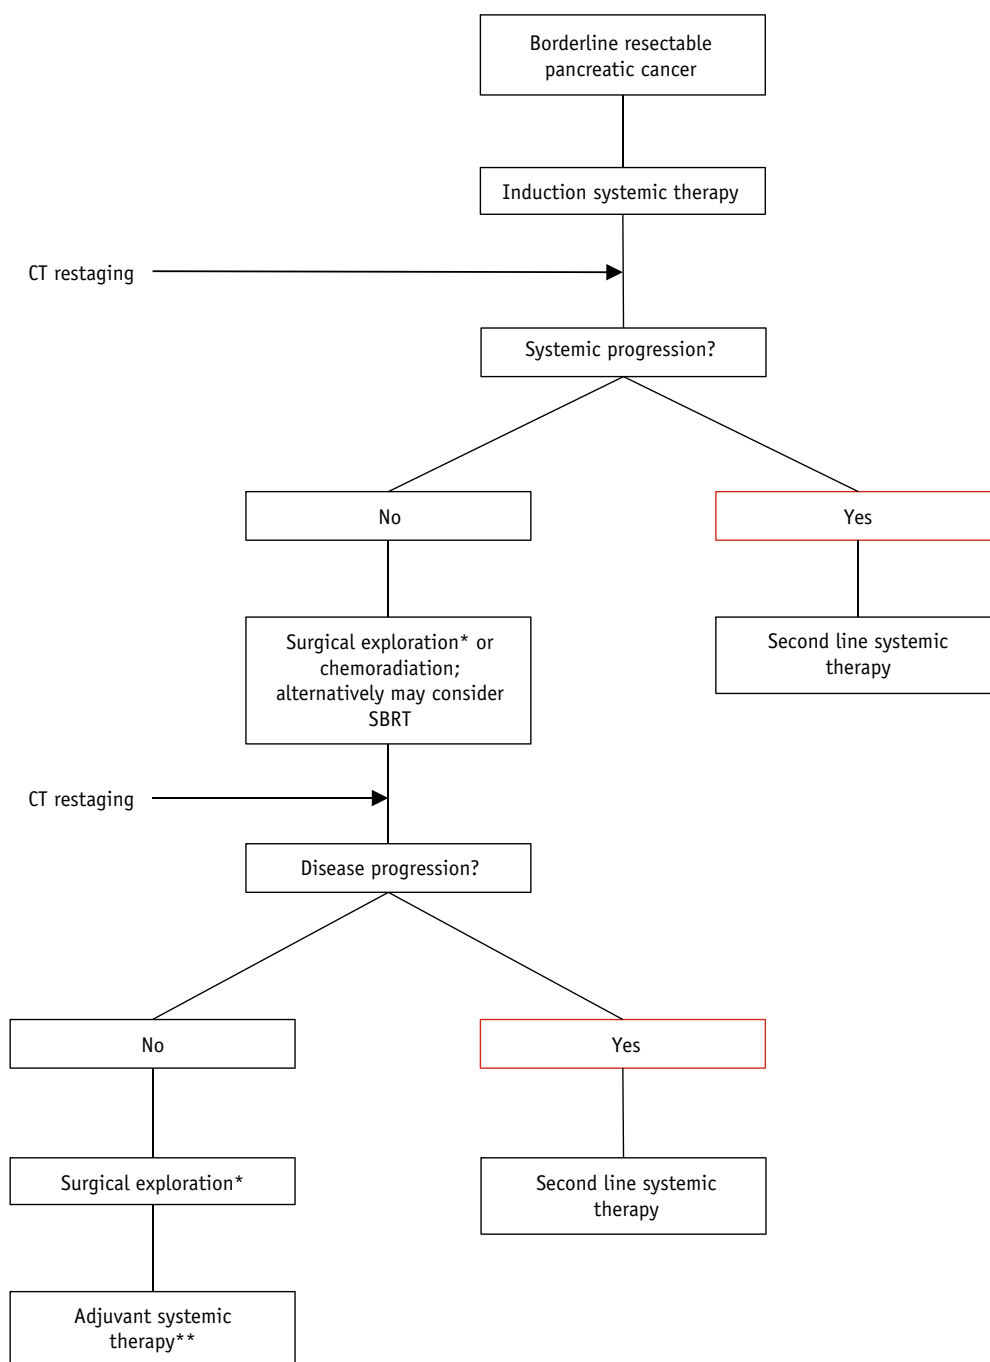 Borderline resectable
pancreatic cancer
Induction systemic therapy
CT restaging
Systemic progression?
No
Yes
Surgical exploration* or
chemoradiation;
alternatively may consider
SBRT
Second line systemic
therapy
CT restaging
Disease progression?
No
Yes
Surgical exploration*
Second line systemic
therapy
Adjuvant systemic
therapy**